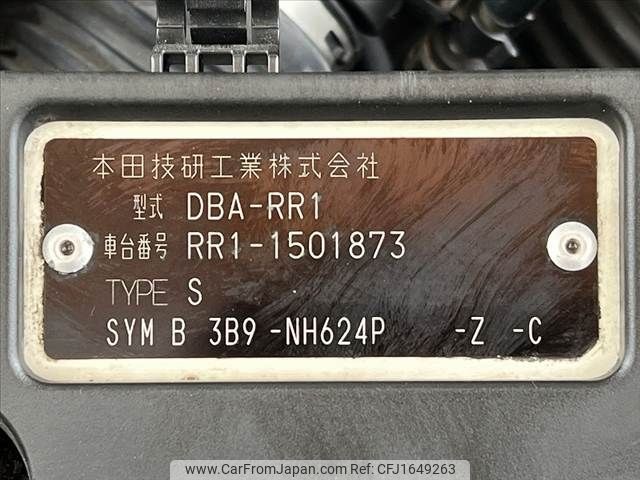 本田技研工業株式会社
型式 DBA-RR1
車台番号 RR1-1501873
TYPE S
SYM B 3B9 -NH624P -Z -C
www.CarFromJapan.com - CFJ1649263